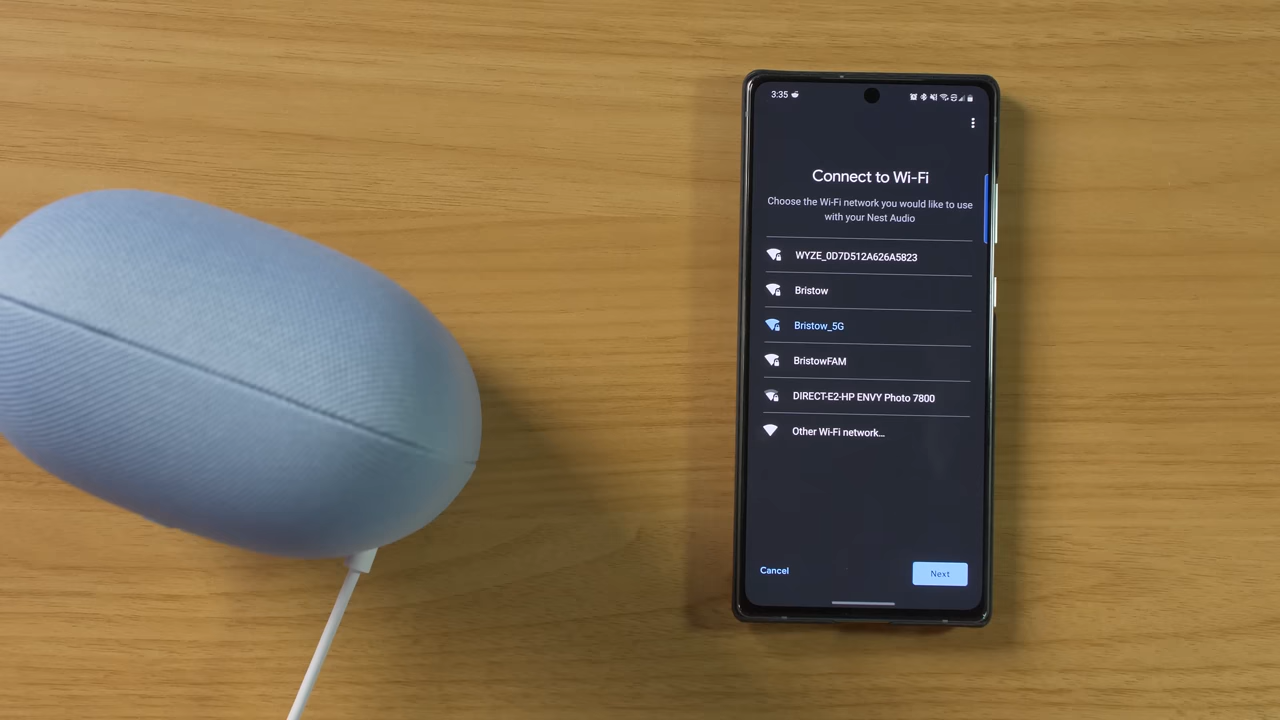 3:35
Connect to Wi-Fi
Choose the Wi-Fi network you would like to use
with your Nest Audio
WYZE_0D7D512A626A5823
Bristow
Bristow_5G
BristowFAM
DIRECT-E2-HP ENVY Photo 7800
Other Wi-Fi network...
Cancel
Next